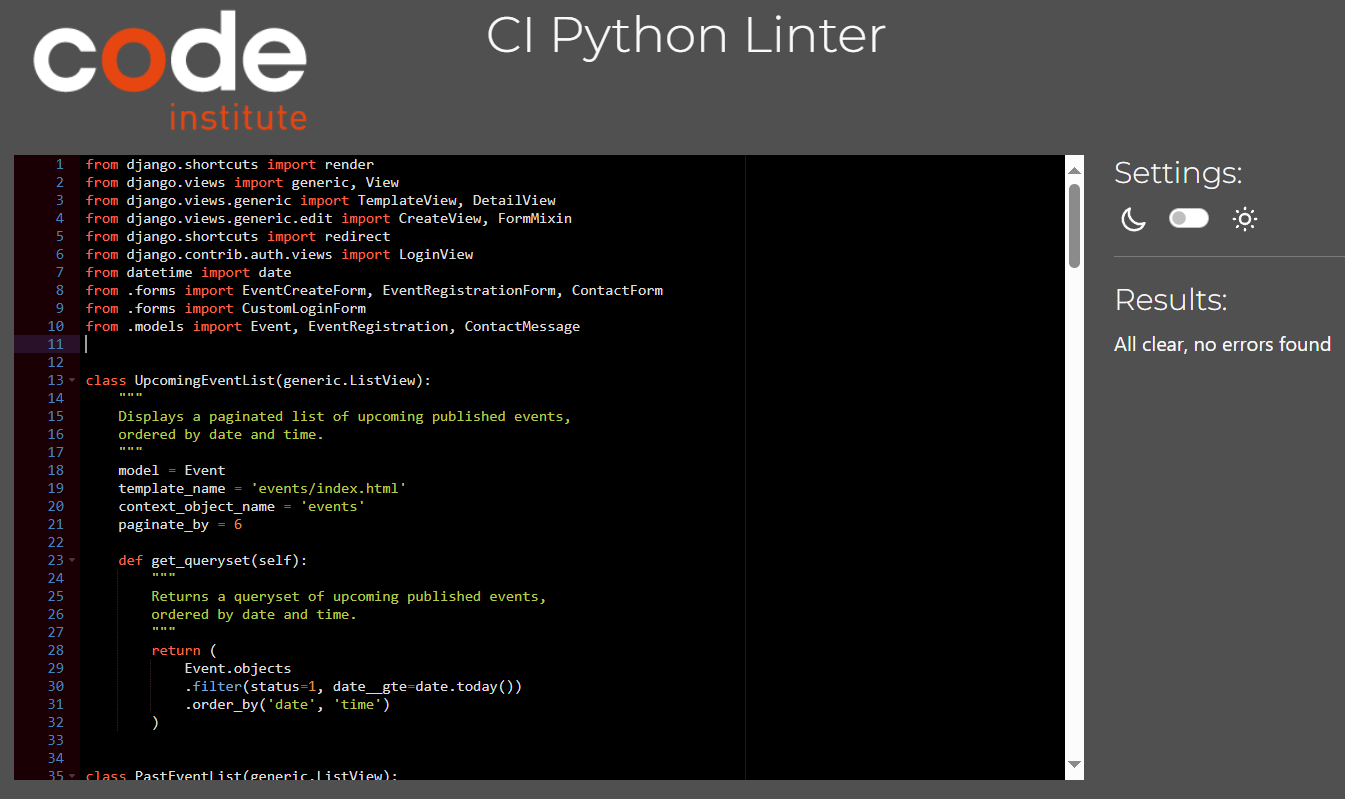 code
institute
CI Python Linter
1 from django.shortcuts import render
2 from django.views import generic, View
3 from django.views.generic import TemplateView, DetailView
4 from django.views.generic.edit import CreateView, FormMixin
5 from django.shortcuts import redirect
6 from django.contrib.auth.views import LoginView
7 from datetime import date
8 from .forms import EventCreateForm, EventRegistrationForm, ContactForm
9 from .forms import CustomLoginForm
10 from .models import Event, EventRegistration, ContactMessage
11
12
13 class UpcomingEventList(generic.ListView):
14     """
15     Displays a paginated list of upcoming published events,
16     ordered by date and time.
17     """
18     model = Event
19     template_name = 'events/index.html'
20     context_object_name = 'events'
21     paginate_by = 6
22
23     def get_queryset(self):
24         """
25         Returns a queryset of upcoming published events,
26         ordered by date and time.
27         """
28         return (
29             Event.objects
30             .filter(status=1, date__gte=date.today())
31             .order_by('date', 'time')
32         )
33
34
35 class PastEventList(generic.ListView):
Settings:
Results:
All clear, no errors found